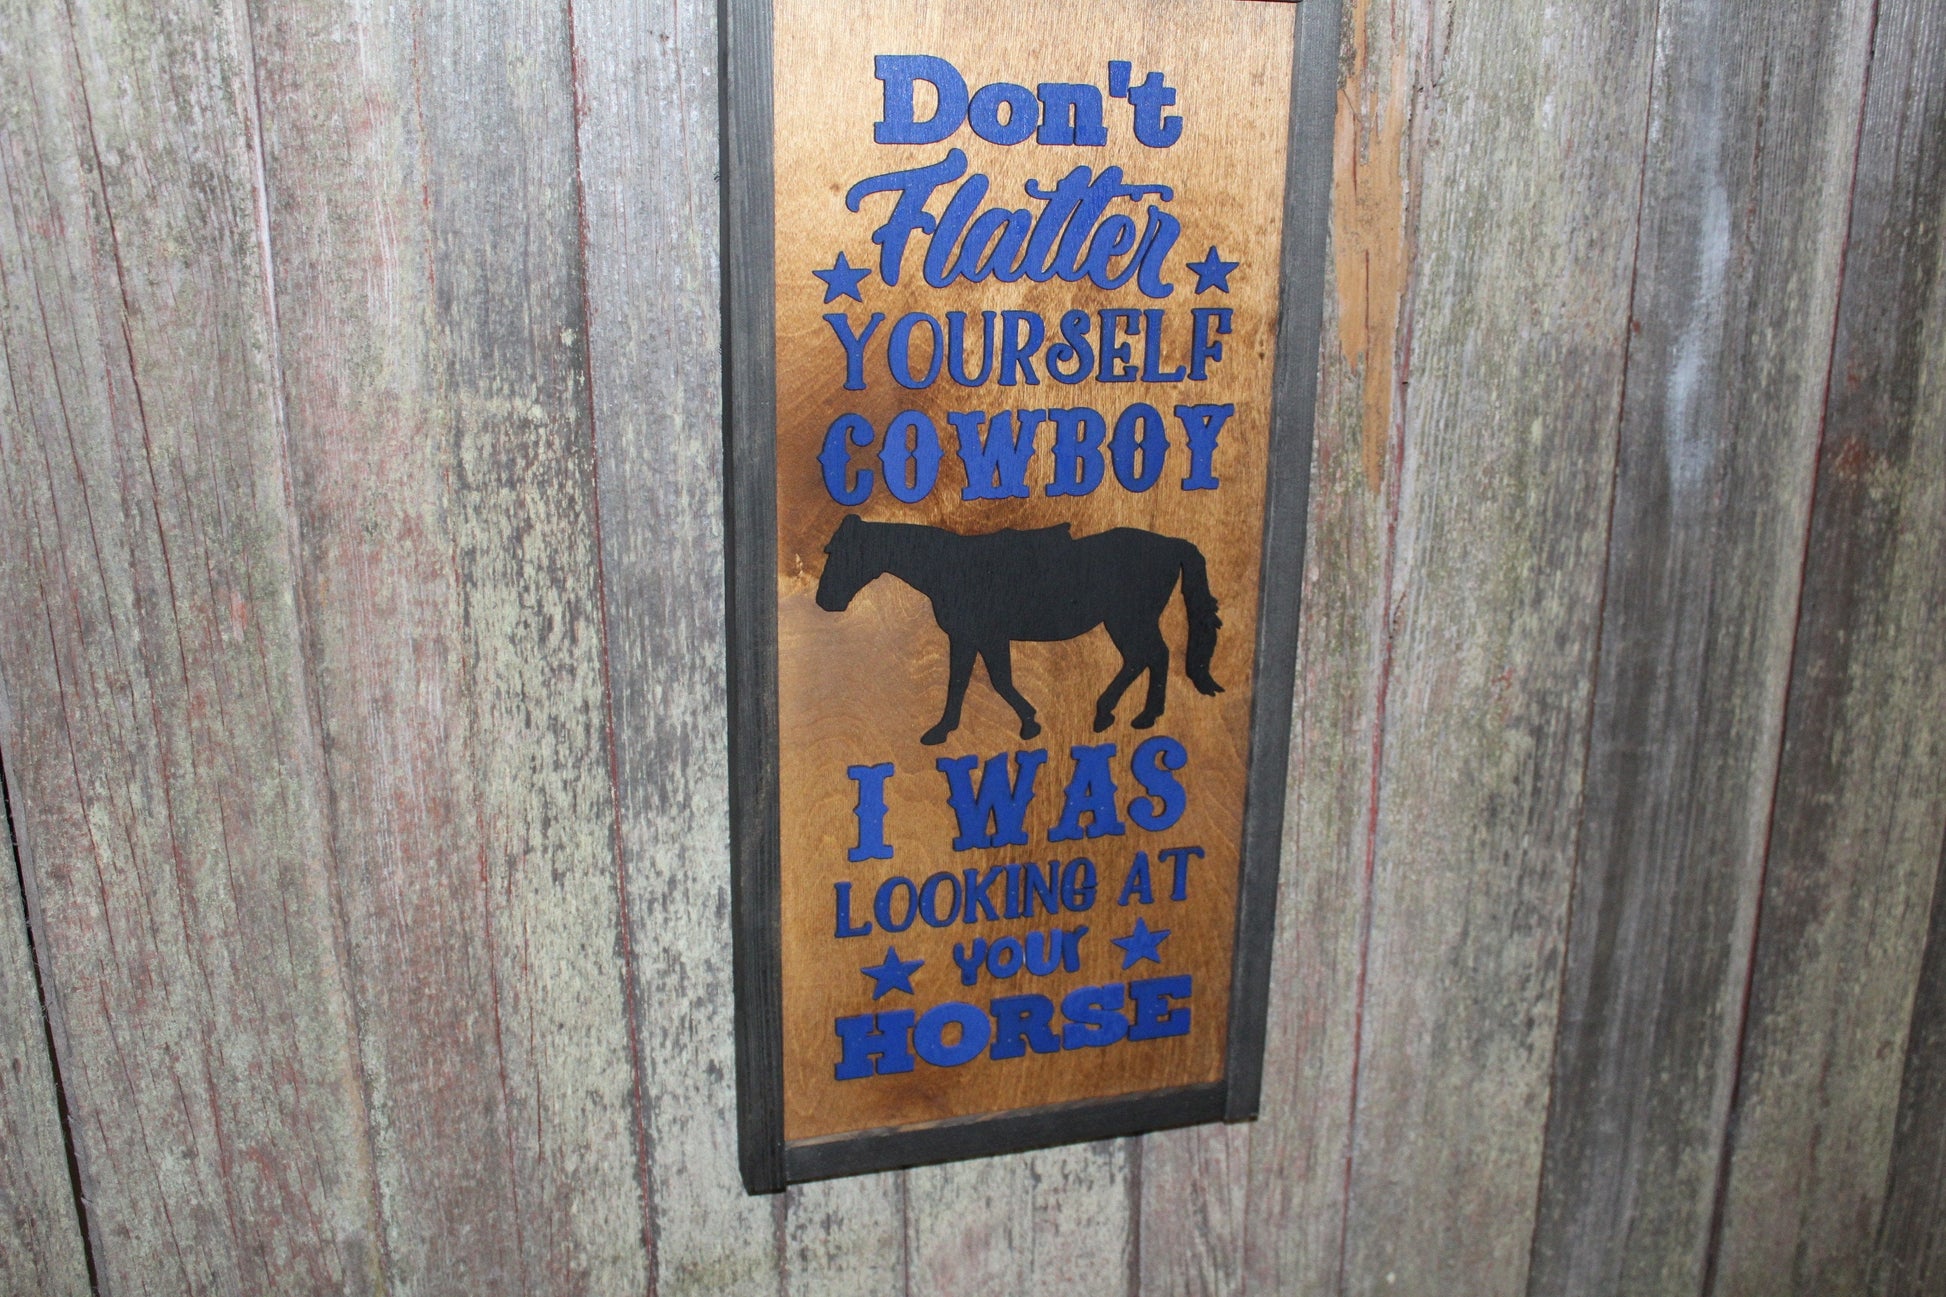 Don't
Flatter
YOURSELF
COWBOY
I WAS
LOOKING AT
your
HORSE